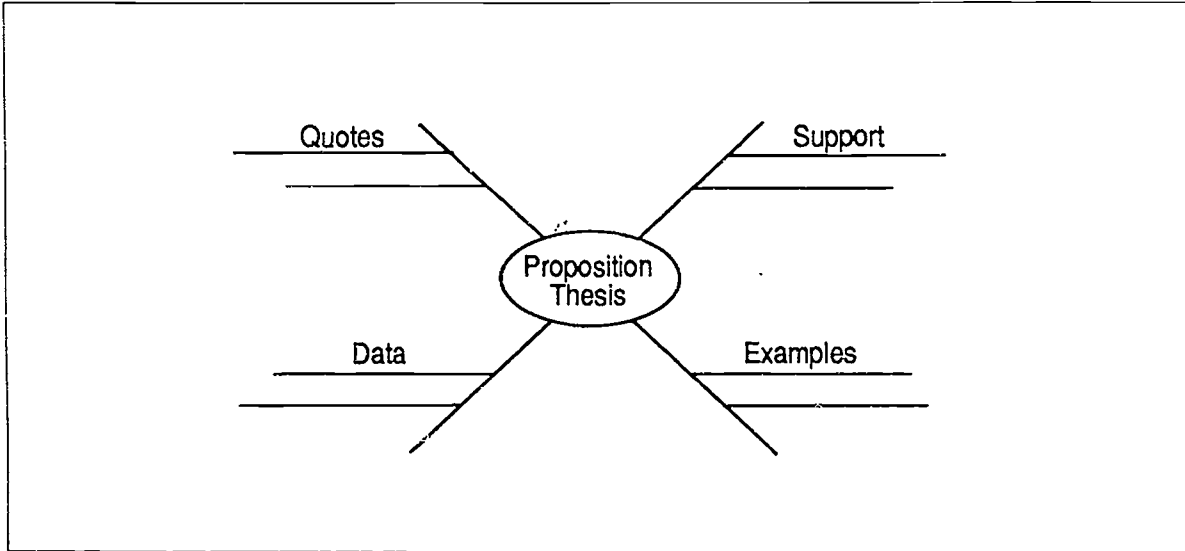 Quotes
Support
Proposition
Thesis
Data
Examples